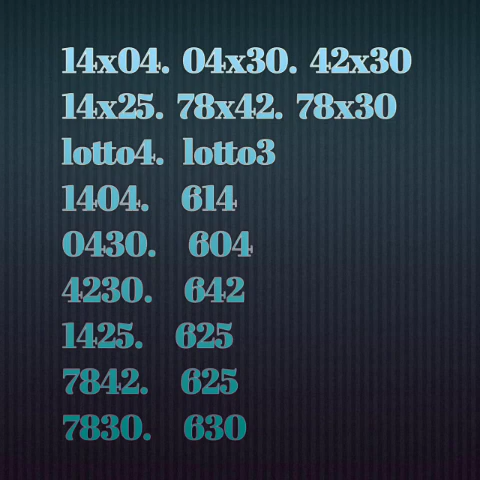 14x04. 04x30. 42x30
14x25. 78x42. 78x30
lotto4. lotto3
1404. 614
0430. 604
4230. 642
1425. 625
7842. 625
7830. 630